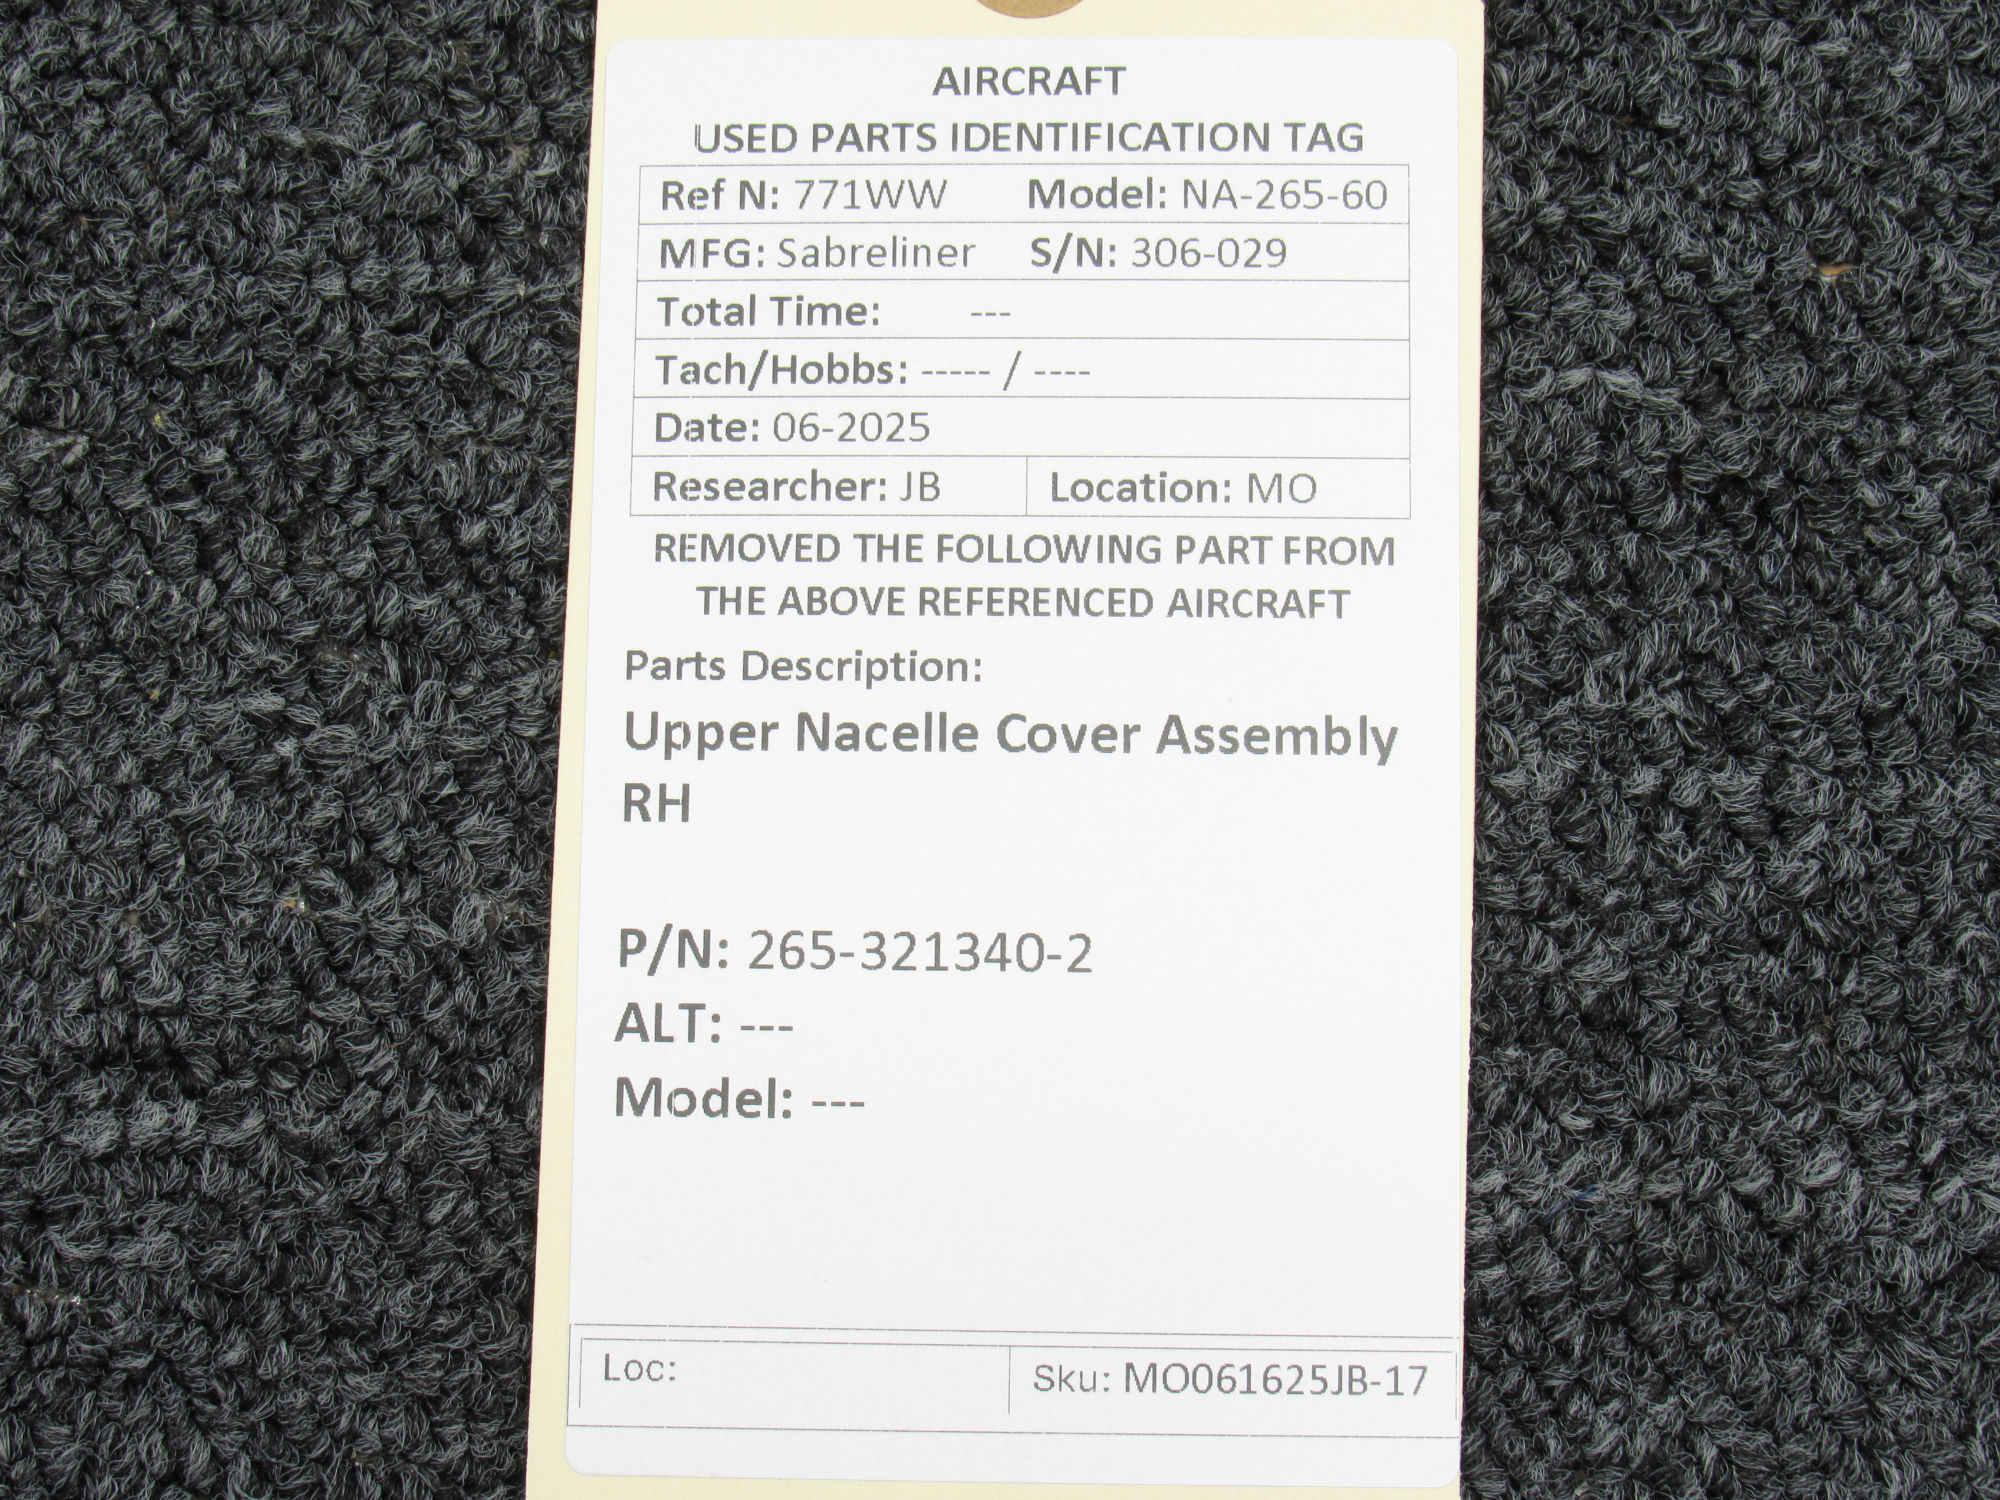 AIRCRAFT
USED PARTS IDENTIFICATION TAG
Ref N: 771WW Model: NA-265-60
MFG: Sabreliner S/N: 306-029
Total Time: ---
Tach/Hobbs: ----- / ----
Date: 06-2025
Researcher: JB Location: MO
REMOVED THE FOLLOWING PART FROM
THE ABOVE REFERENCED AIRCRAFT
Parts Description:
Upper Nacelle Cover Assembly
RH
P/N: 265-321340-2
ALT: ---
Model: ---
Loc: Sku: MO061625JB-17